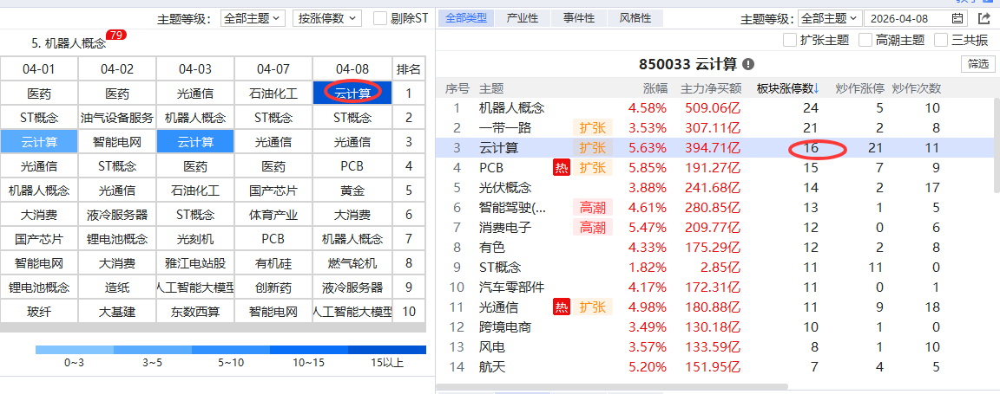 主题等级： 全部主题 按涨停数 剔除ST
5. 机器人概念 79
04-01 04-02 04-03 04-07 04-08 排名
医药 医药 光通信 石油化工 云计算 1
ST概念 油气设备服务 机器人概念 ST概念 ST概念 2
云计算 智能电网 云计算 光通信 光通信 3
光通信 ST概念 医药 医药 PCB 4
机器人概念 光通信 石油化工 国产芯片 黄金 5
大消费 液冷服务器 ST概念 体育产业 大消费 6
国产芯片 锂电池概念 光刻机 PCB 机器人概念 7
智能电网 大消费 雅江电站股 有机硅 燃气轮机 8
锂电池概念 造纸 人工智能大模型 创新药 液冷服务器 9
玻纤 大基建 东数西算 智能电网 人工智能大模型 10
0~3 3~5 5~10 10~15 15以上
全部类型 产业性 事件性 风格性 主题等级： 全部主题 2026-04-08
扩张主题 高潮主题 三共振
850033 云计算 筛选
序号 主题 涨幅 主力净买额 板块涨停数↓ 炒作涨停 炒作次数
1 机器人概念 4.58% 509.06亿 24 5 10
2 一带一路 扩张 3.53% 307.11亿 21 2 8
3 云计算 扩张 5.63% 394.71亿 16 21 11
4 PCB 热 扩张 5.85% 191.27亿 15 7 9
5 光伏概念 3.88% 241.68亿 14 2 17
6 智能驾驶(... 高潮 4.61% 280.85亿 13 1 5
7 消费电子 高潮 5.47% 209.77亿 12 0 6
8 有色 4.33% 175.29亿 12 2 8
9 ST概念 1.82% 2.85亿 11 11 0
10 汽车零部件 4.17% 172.31亿 11 0 1
11 光通信 热 扩张 4.98% 180.88亿 11 9 18
12 跨境电商 3.49% 130.18亿 10 1 0
13 风电 3.57% 133.59亿 8 1 10
14 航天 5.20% 151.95亿 7 4 5